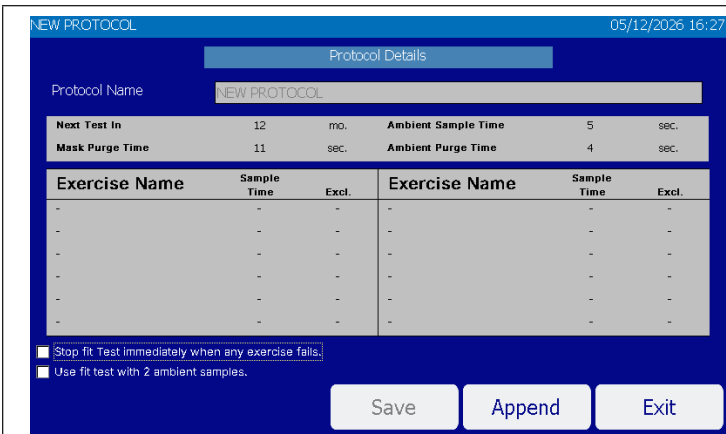 NEW PROTOCOL 05/12/2026 16:27
Protocol Details
Protocol Name NEW PROTOCOL
Next Test In 12 mo. Ambient Sample Time 5 sec.
Mask Purge Time 11 sec. Ambient Purge Time 4 sec.
Exercise Name Sample Time Excl. Exercise Name Sample Time Excl.
- - - - - -
- - - - - -
- - - - - -
- - - - - -
- - - - - -
- - - - - -
Stop fit Test immediately when any exercise fails.
Use fit test with 2 ambient samples.
Save Append Exit